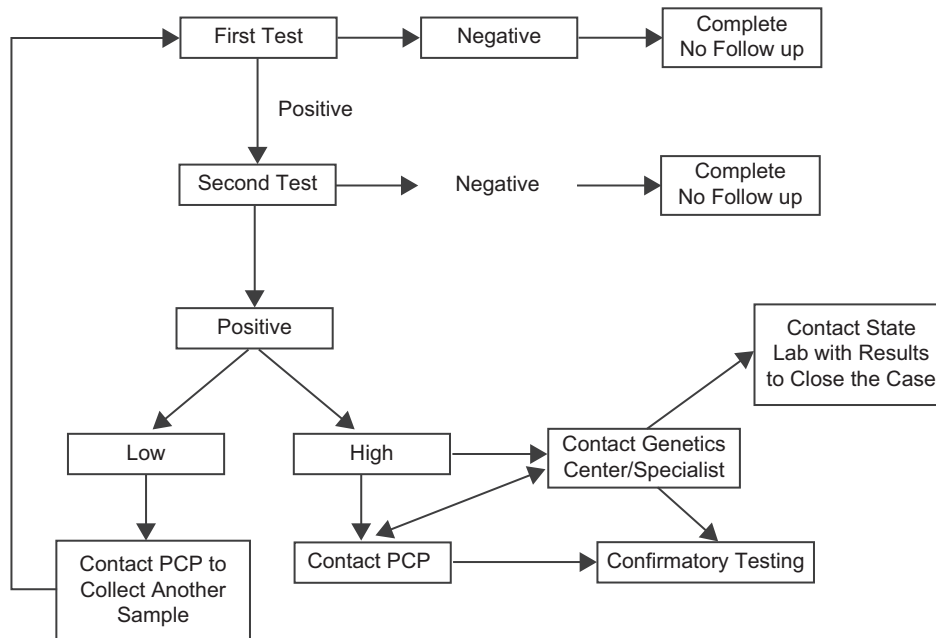 First Test
Negative
Complete
No Follow up
Positive
Second Test
Negative
Complete
No Follow up
Positive
Contact State
Lab with Results
to Close the Case
Low
High
Contact Genetics
Center/Specialist
Contact PCP to
Collect Another
Sample
Contact PCP
Confirmatory Testing